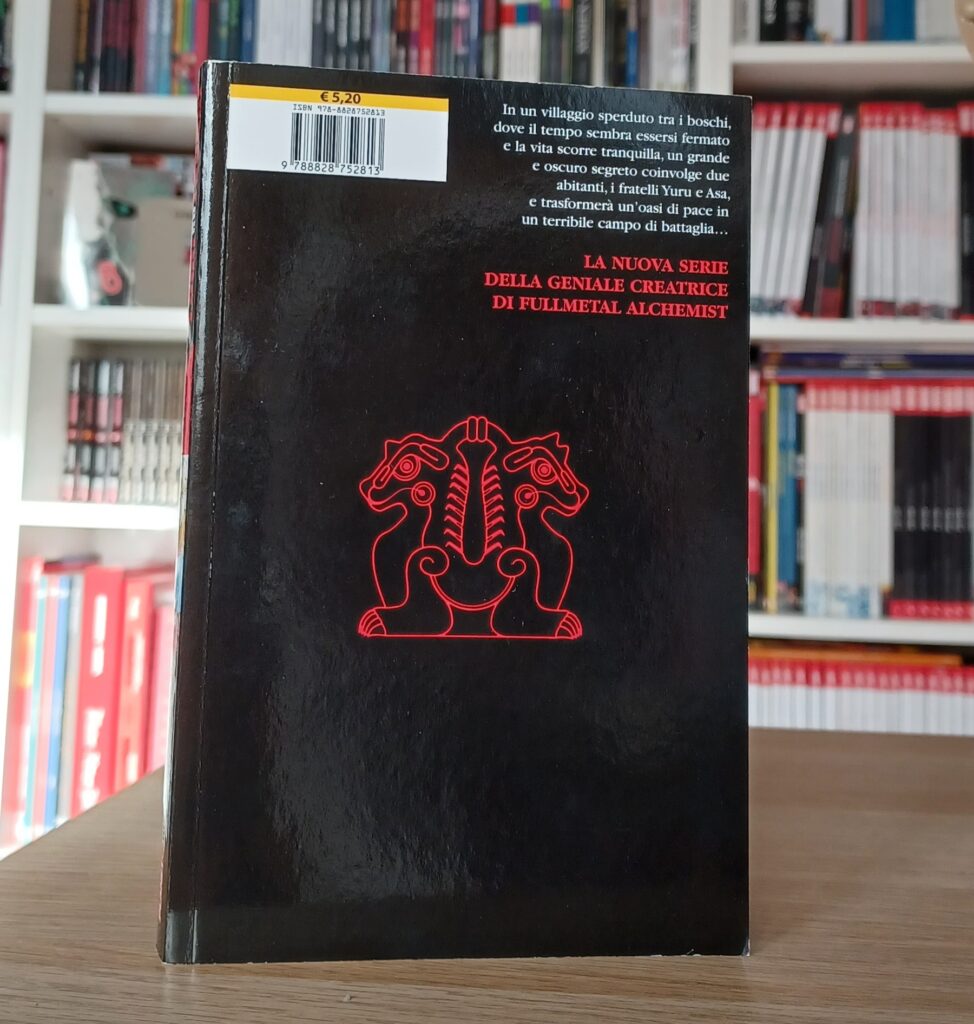 € 5,20
ISBN 978-8828752813
9 788828 752813
In un villaggio sperduto tra i boschi,
dove il tempo sembra essersi fermato
e la vita scorre tranquilla, un grande
e oscuro segreto coinvolge due
abitanti, i fratelli Yuru e Asa,
e trasformerà un'oasi di pace in
un terribile campo di battaglia...
LA NUOVA SERIE
DELLA GENIALE CREATRICE
DI FULLMETAL ALCHEMIST